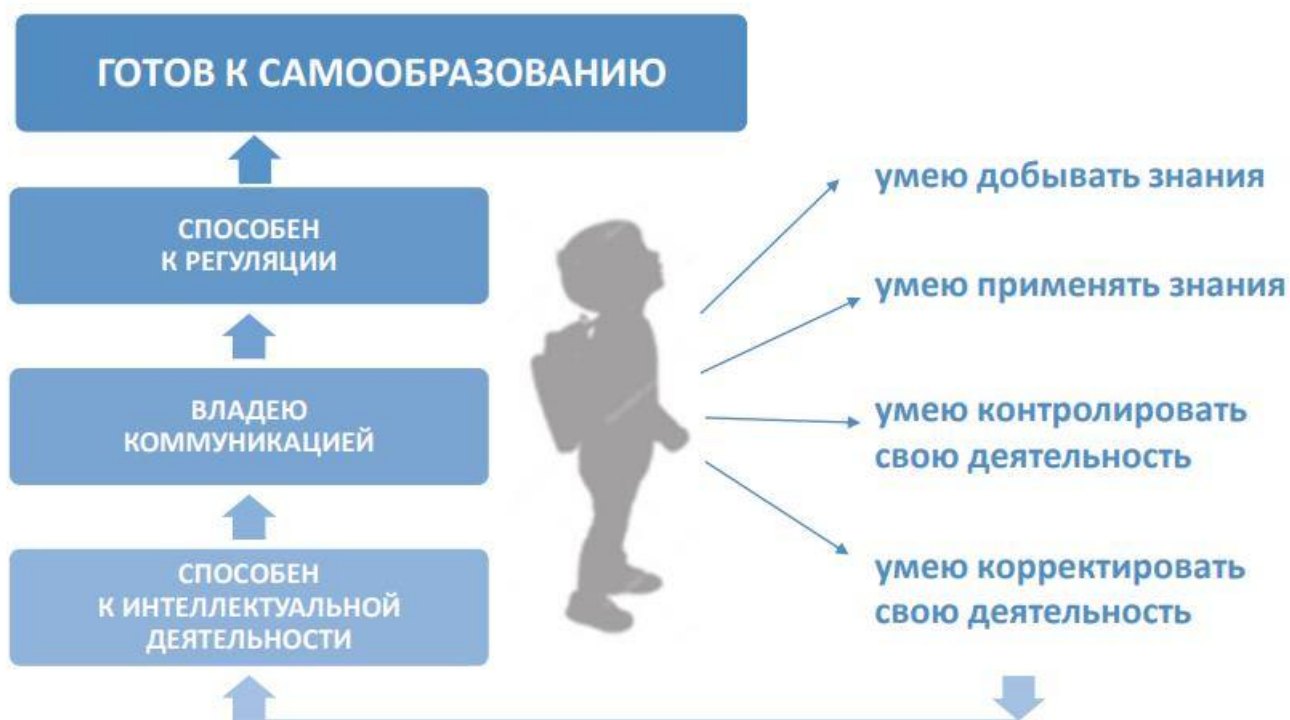 ГОТОВ К САМООБРАЗОВАНИЮ
СПОСОБЕН
К РЕГУЛЯЦИИ
ВЛАДЕЮ
КОММУНИКАЦИЕЙ
СПОСОБЕН
К ИНТЕЛЛЕКТУАЛЬНОЙ
ДЕЯТЕЛЬНОСТИ
умею добывать знания
умею применять знания
умею контролировать
свою деятельность
умею корректировать
свою деятельность